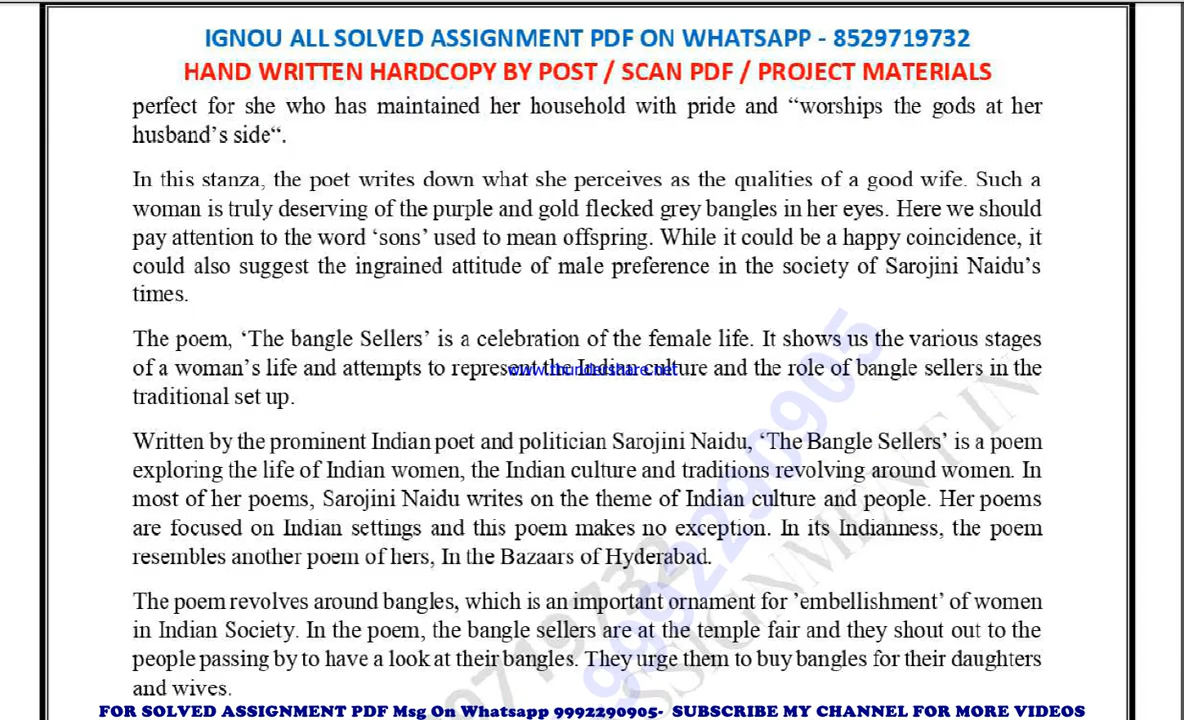 IGNOU ALL SOLVED ASSIGNMENT PDF ON WHATSAPP - 8529719732
HAND WRITTEN HARDCOPY BY POST / SCAN PDF / PROJECT MATERIALS
perfect for she who has maintained her household with pride and “worships the gods at her
husband’s side“.
In this stanza, the poet writes down what she perceives as the qualities of a good wife. Such a
woman is truly deserving of the purple and gold flecked grey bangles in her eyes. Here we should
pay attention to the word ‘sons’ used to mean offspring. While it could be a happy coincidence, it
could also suggest the ingrained attitude of male preference in the society of Sarojini Naidu’s
times.
The poem, ‘The bangle Sellers’ is a celebration of the female life. It shows us the various stages
of a woman’s life and attempts to represent the Indian culture and the role of bangle sellers in the
www.thundershare.net
traditional set up.
Written by the prominent Indian poet and politician Sarojini Naidu, ‘The Bangle Sellers’ is a poem
exploring the life of Indian women, the Indian culture and traditions revolving around women. In
most of her poems, Sarojini Naidu writes on the theme of Indian culture and people. Her poems
are focused on Indian settings and this poem makes no exception. In its Indianness, the poem
resembles another poem of hers, In the Bazaars of Hyderabad.
The poem revolves around bangles, which is an important ornament for ’embellishment’ of women
in Indian Society. In the poem, the bangle sellers are at the temple fair and they shout out to the
people passing by to have a look at their bangles. They urge them to buy bangles for their daughters
and wives.
9719732
9992290905
SSIGNMENT IN
FOR SOLVED ASSIGNMENT PDF Msg On Whatsapp 9992290905- SUBSCRIBE MY CHANNEL FOR MORE VIDEOS